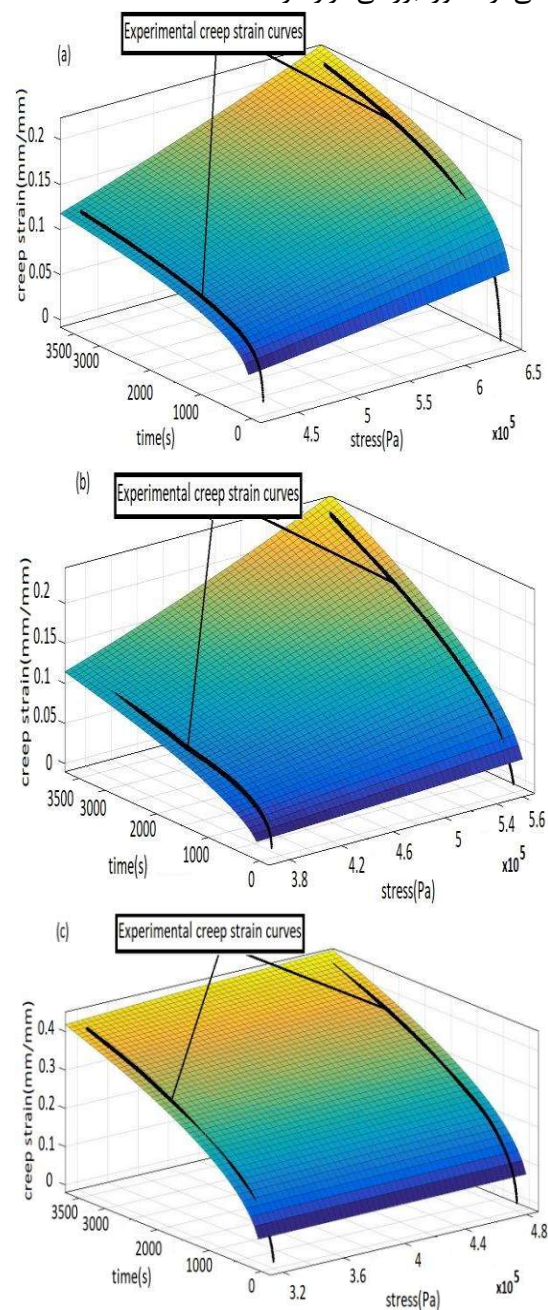 Experimental creep strain curves
(a)
creep strain(mm/mm)
0.2
0.15
0.1
0.05
0
3500
3000
2000
1000
0
time(s)
4.5
5
5.5
6
6.5
stress(Pa)
x10^5
(b)
Experimental creep strain curves
creep strain(mm/mm)
0.2
0.15
0.1
0.05
0
3500
3000
2000
1000
0
time(s)
3.8
4.2
4.6
5
5.4
5.6
stress(Pa)
x10^5
(c)
Experimental creep strain curves
creep strain(mm/mm)
0.4
0.3
0.2
0.1
0
3500
3000
2000
1000
0
time(s)
3.2
3.6
4
4.4
4.8
stress(Pa)
x10^5